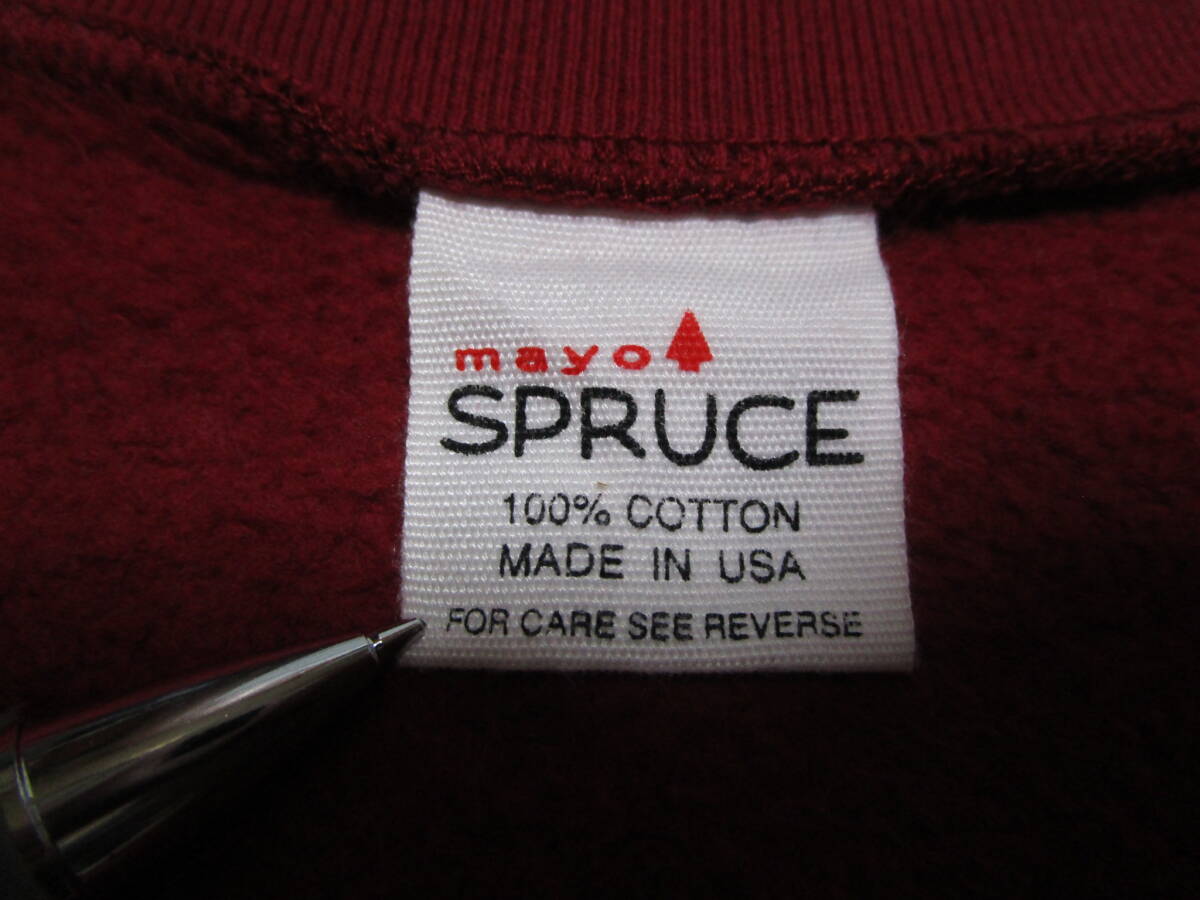 mayo
SPRUCE
100% COTTON
MADE IN USA
FOR CARE SEE REVERSE